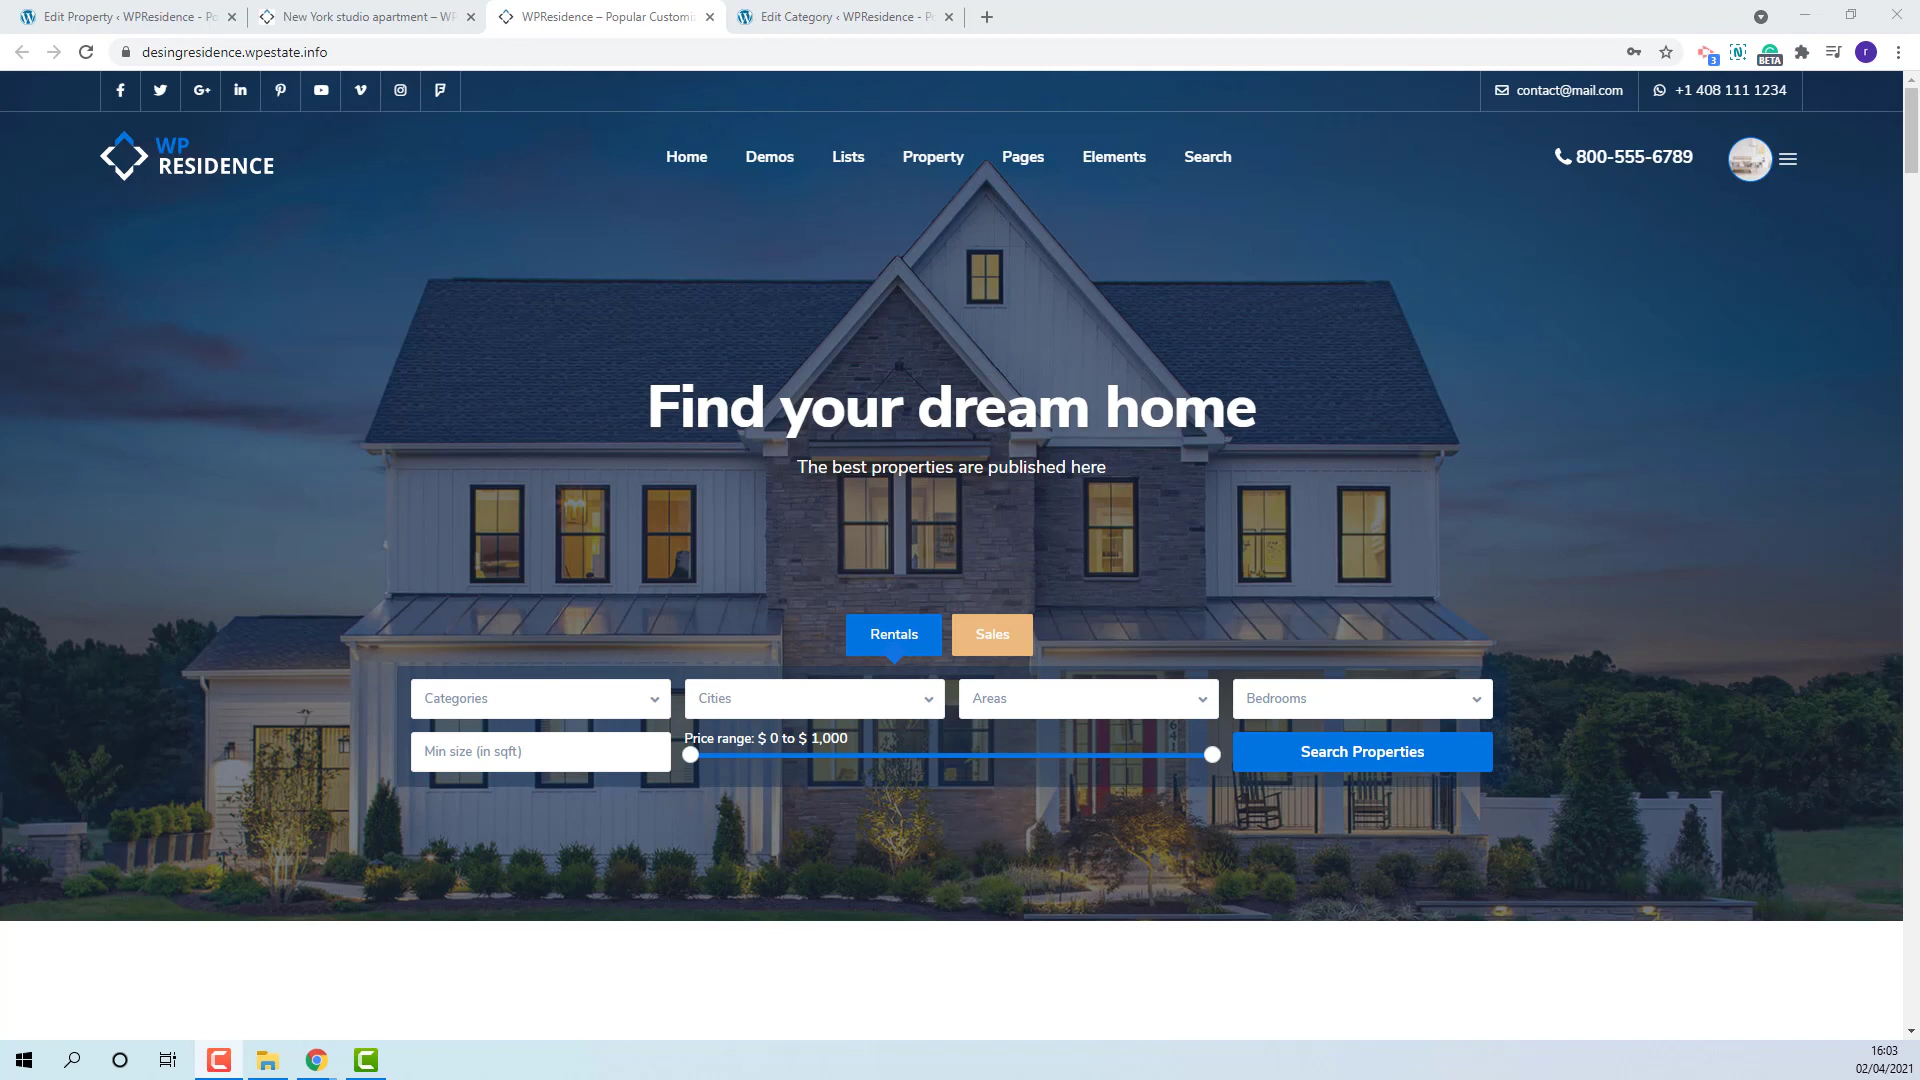 Edit Property ‹ WPResidence - Po
New York studio apartment – WP
WPResidence – Popular Customi
Edit Category ‹ WPResidence - Po
desingresidence.wpestate.info
3
BETA
r
contact@mail.com
+1 408 111 1234
WP
RESIDENCE
Home
Demos
Lists
Property
Pages
Elements
Search
800-555-6789
Find your dream home
The best properties are published here
Rentals
Sales
Categories
Cities
Areas
Bedrooms
Min size (in sqft)
Price range: $ 0 to $ 1,000
Search Properties
16:03
02/04/2021